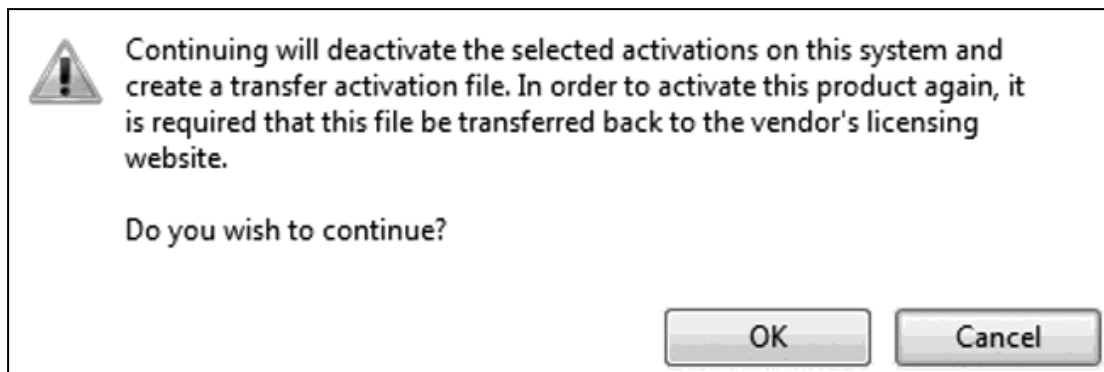 Continuing will deactivate the selected activations on this system and
create a transfer activation file. In order to activate this product again, it
is required that this file be transferred back to the vendor's licensing
website.
Do you wish to continue?
OK
Cancel